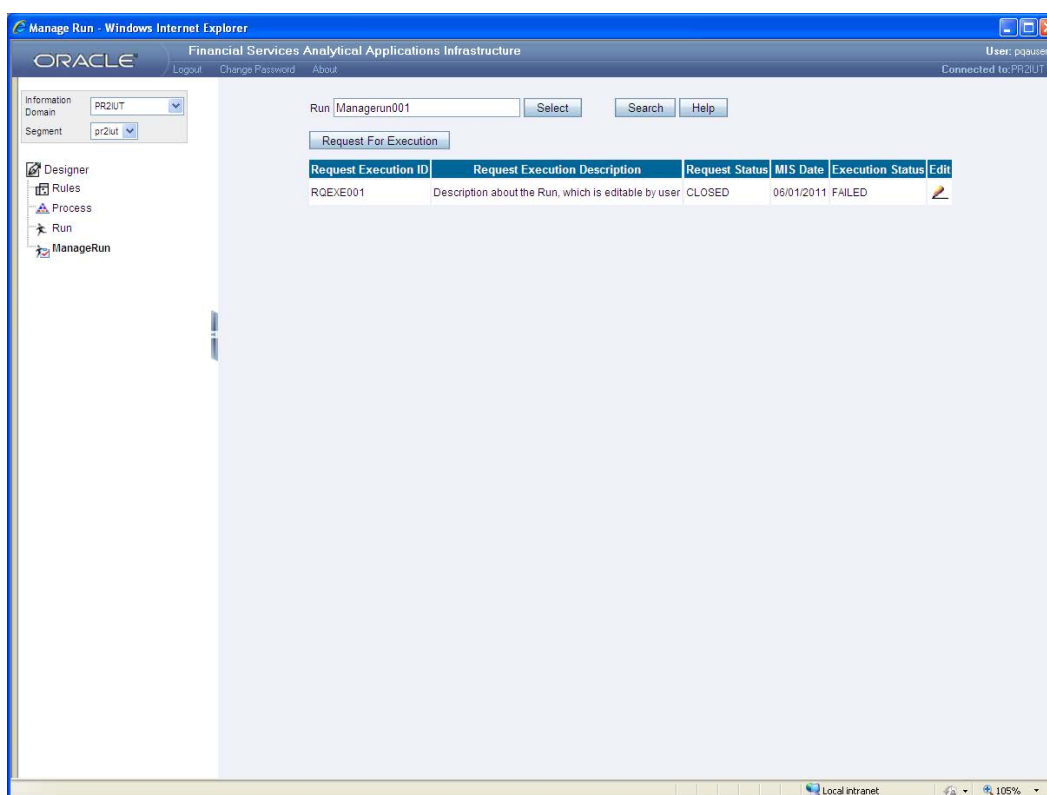 Manage Run - Windows Internet Explorer
ORACLE
Financial Services Analytical Applications Infrastructure
User: pqauser
Logout Change Password About
Connected to:PR2IUT
Information Domain PR2IUT
Segment pr2iut
Run Managerun001 Select Search Help
Request For Execution
Designer
Rules
Process
Run
ManageRun
Request Execution ID Request Execution Description Request Status MIS Date Execution Status Edit
RQEXE001 Description about the Run, which is editable by user CLOSED 06/01/2011 FAILED
Local intranet 105%